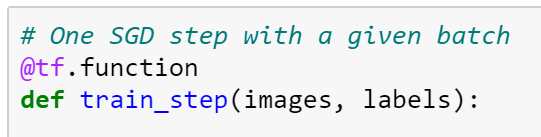 # One SGD step with a given batch
@tf.function
def train_step(images, labels):